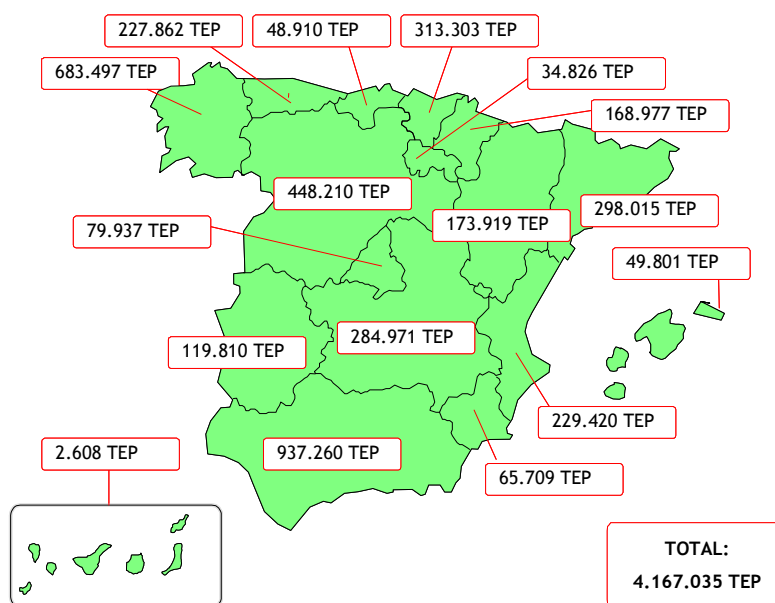 227.862 TEP
48.910 TEP
313.303 TEP
683.497 TEP
34.826 TEP
168.977 TEP
448.210 TEP
173.919 TEP
298.015 TEP
79.937 TEP
49.801 TEP
119.810 TEP
284.971 TEP
229.420 TEP
2.608 TEP
937.260 TEP
65.709 TEP
TOTAL:
4.167.035 TEP